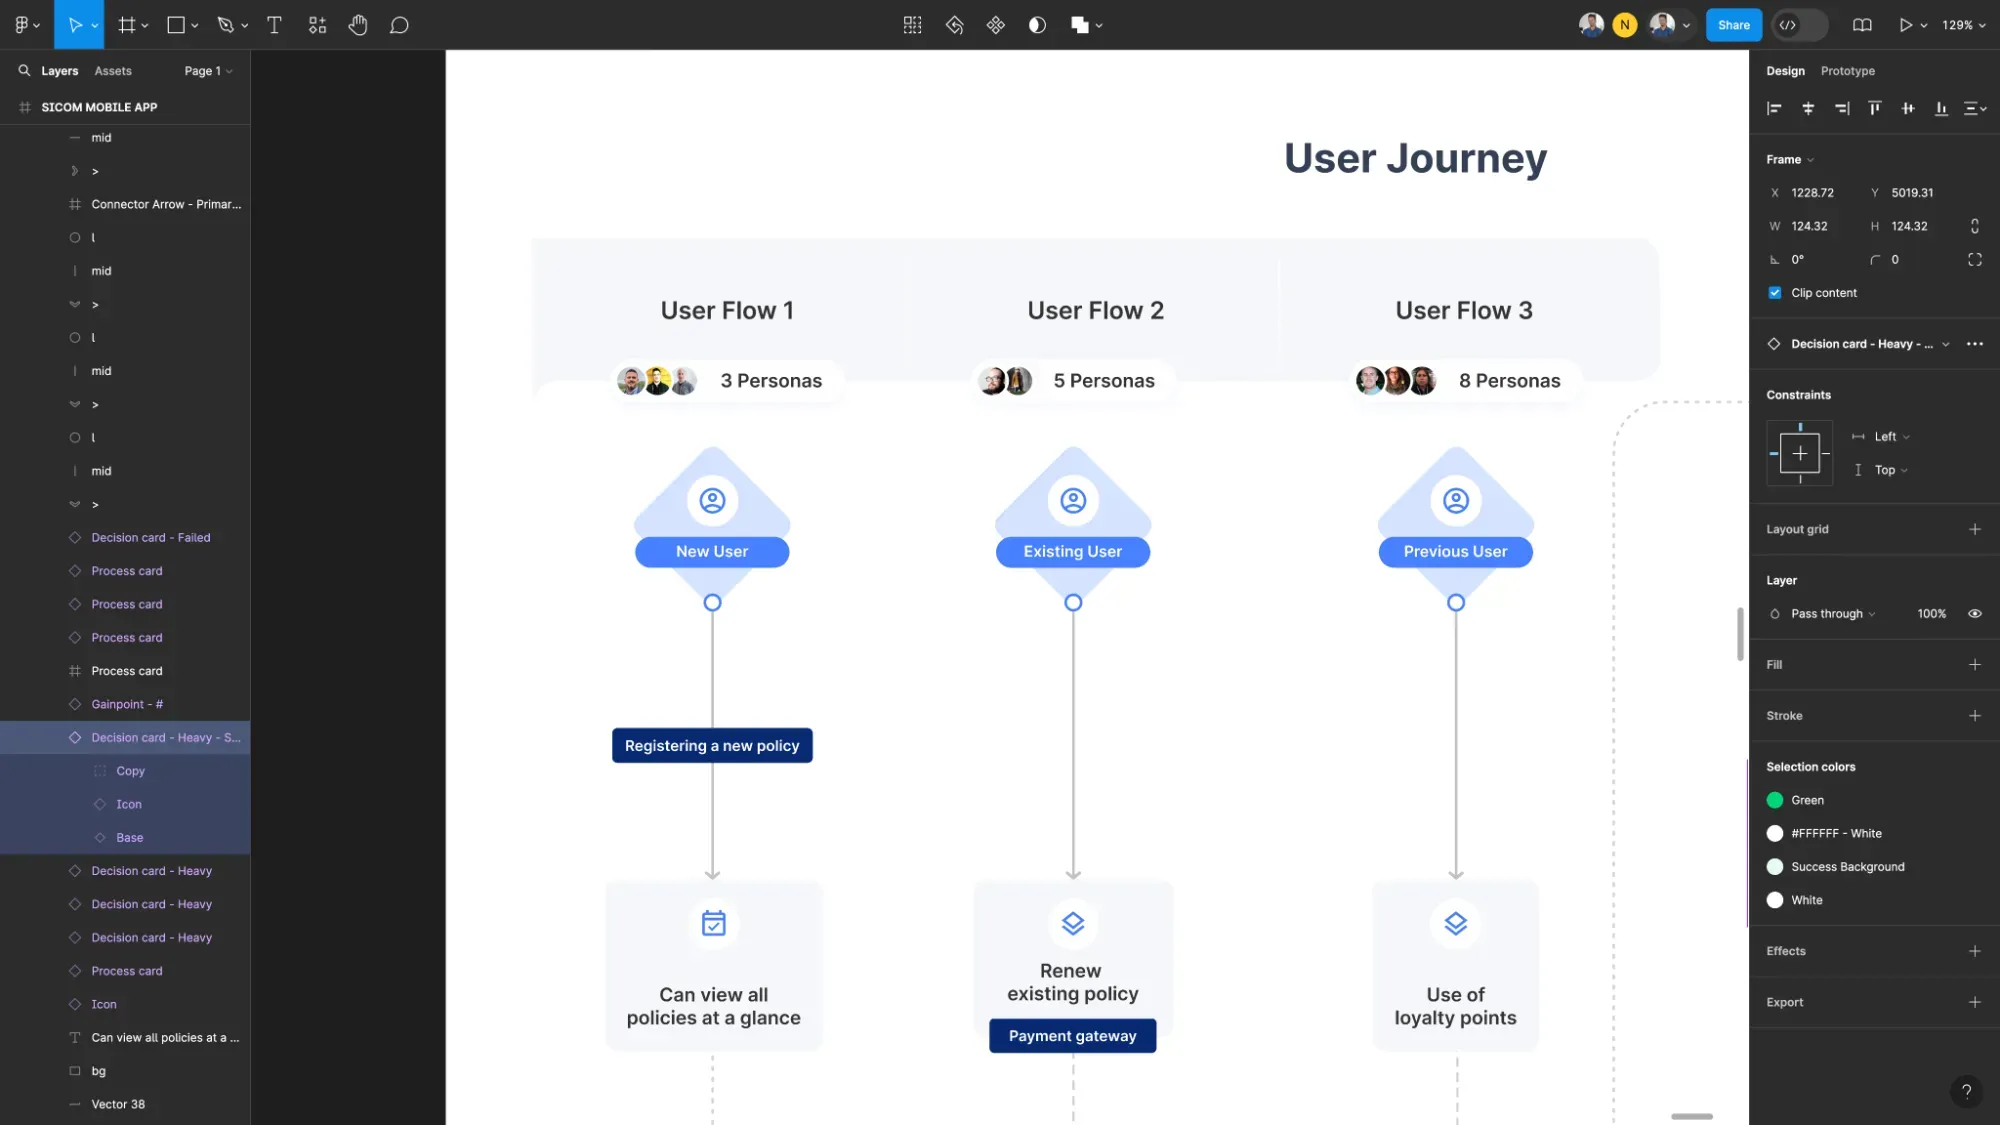 N
Share
129%
Layers
Assets
Page 1
SICOM MOBILE APP
mid
>
Connector Arrow - Primar...
l
mid
>
l
mid
>
l
mid
>
Decision card - Failed
Process card
Process card
Process card
Process card
Gainpoint - #
Decision card - Heavy - S...
Copy
Icon
Base
Decision card - Heavy
Decision card - Heavy
Decision card - Heavy
Process card
Icon
Can view all policies at a ...
bg
Vector 38
User Journey
User Flow 1
User Flow 2
User Flow 3
3 Personas
5 Personas
8 Personas
New User
Existing User
Previous User
Registering a new policy
Can view all
policies at a glance
Renew
existing policy
Payment gateway
Use of
loyalty points
Design
Prototype
Frame
X 1228.72
Y 5019.31
W 124.32
H 124.32
0°
0
Clip content
Decision card - Heavy - ...
Constraints
Left
Top
Layout grid
Layer
Pass through
100%
Fill
Stroke
Selection colors
Green
#FFFFFF - White
Success Background
White
Effects
Export
?